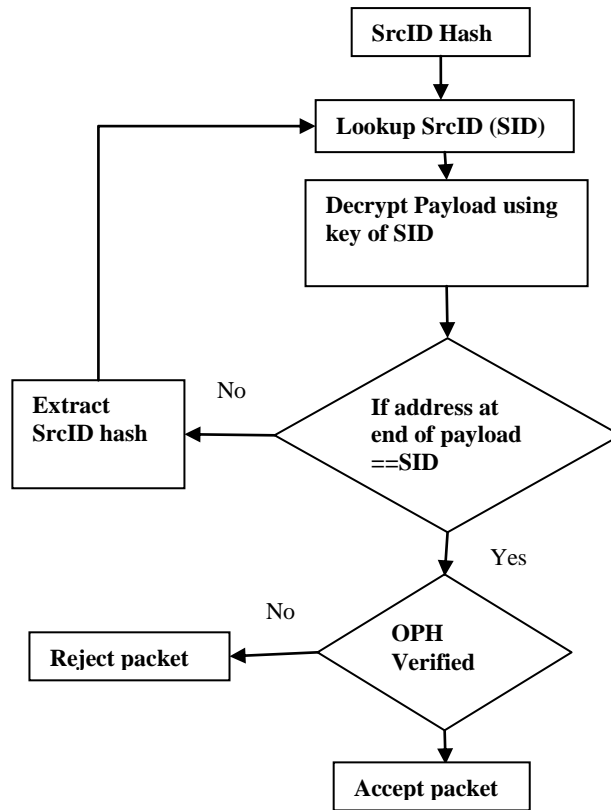 SrcID Hash
Lookup SrcID (SID)
Decrypt Payload using
key of SID
No
Extract
SrcID hash
If address at
end of payload
==SID
Yes
No
OPH
Verified
Reject packet
Accept packet